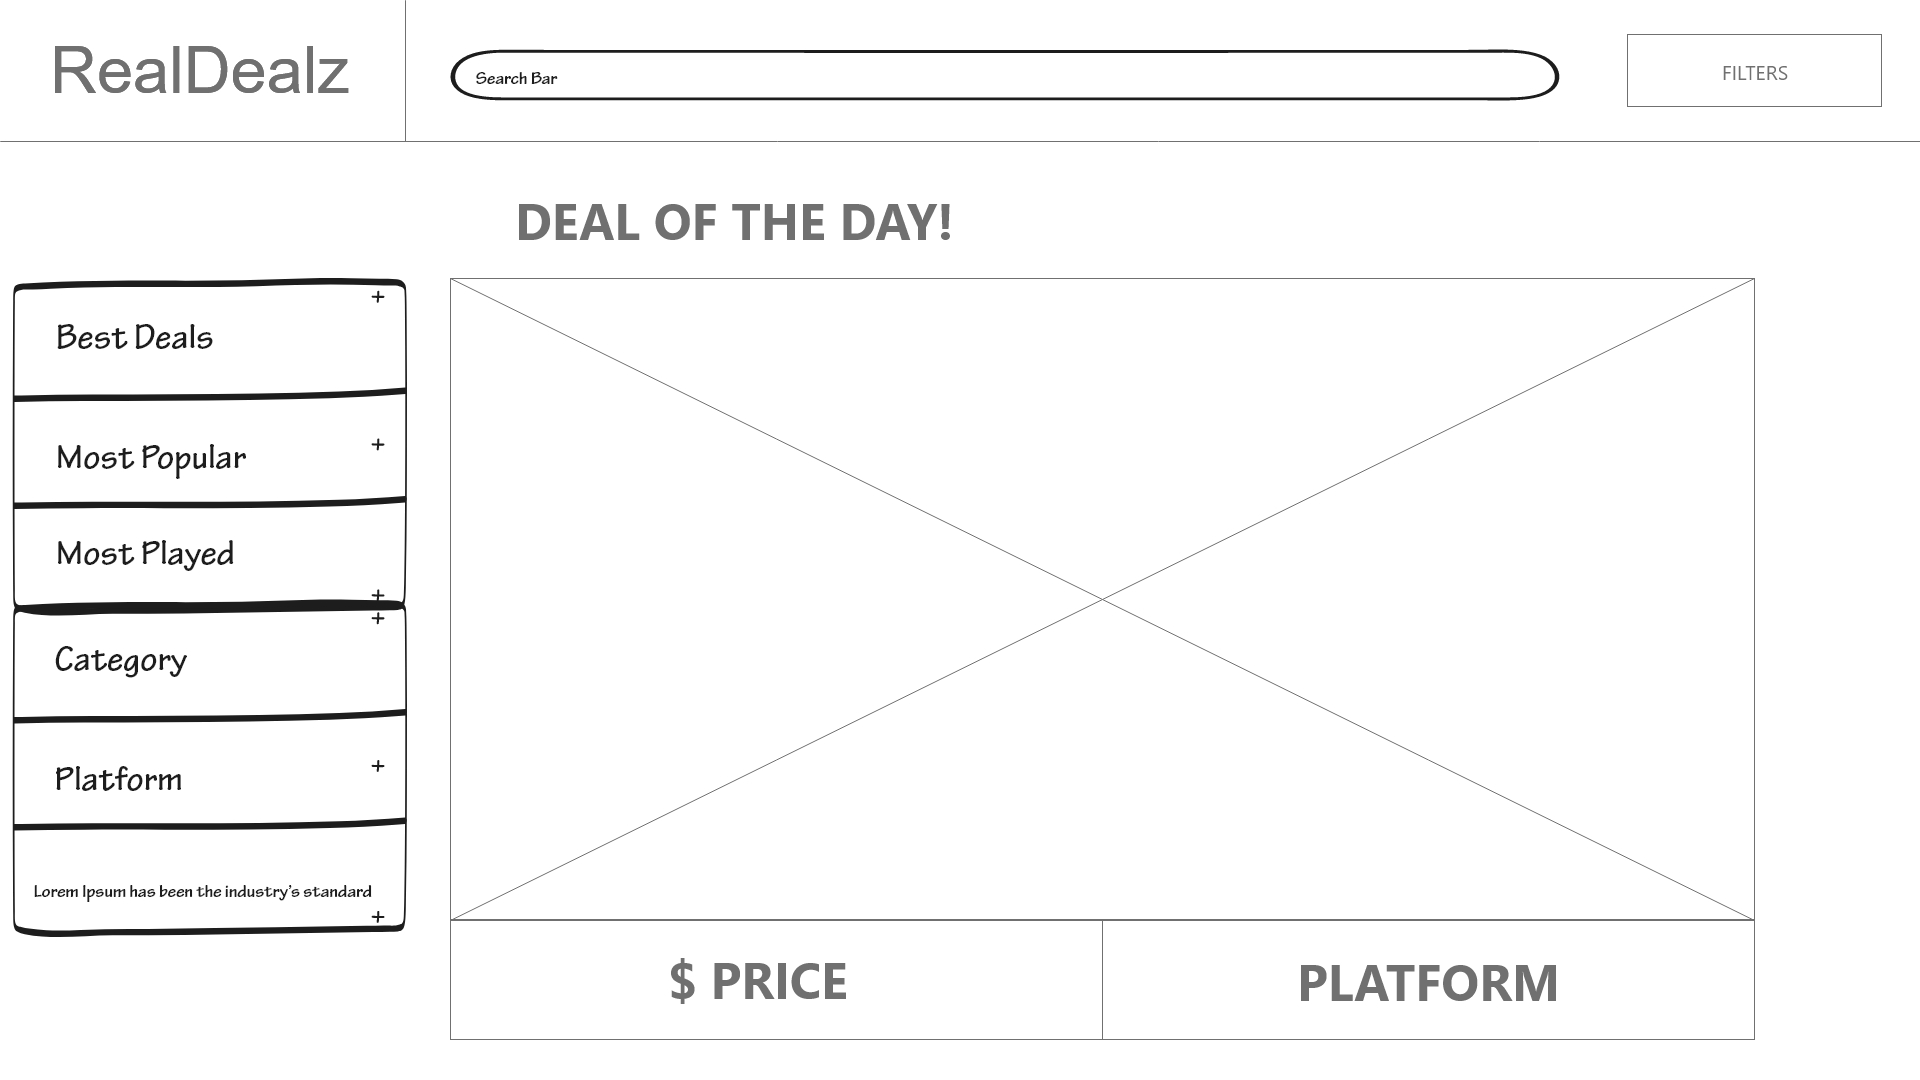 RealDealz
Search Bar
FILTERS
DEAL OF THE DAY!
+
Best Deals
Most Popular
+
Most Played
+
+
Category
Platform
+
Lorem Ipsum has been the industry's standard
+
$ PRICE
PLATFORM